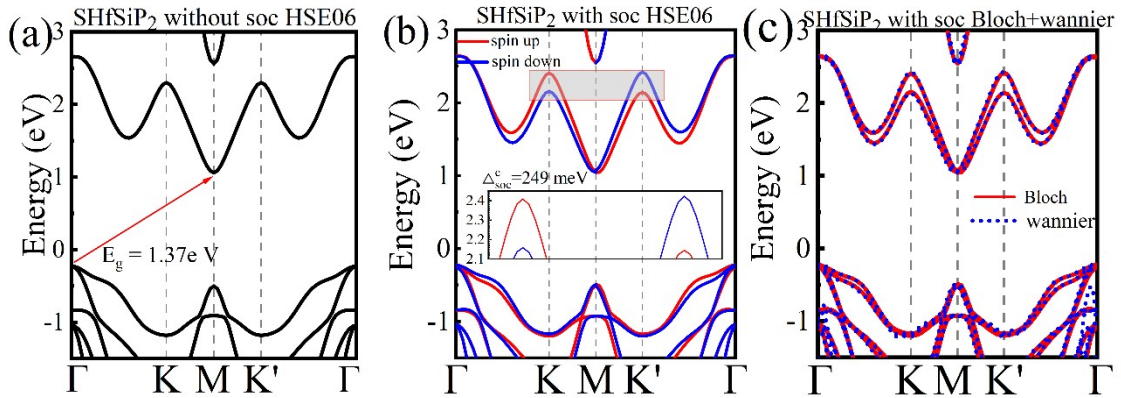 (a)
SHfSiP₂ without soc HSE06
Energy (eV)
3
2
1
0
-1
E_g = 1.37e V
Γ K M K' Γ
(b)
SHfSiP₂ with soc HSE06
Energy (eV)
3
2
1
0
-1
spin up
spin down
Δ^c_soc=249 meV
2.4
2.3
2.2
2.1
Γ K M K' Γ
(c)
SHfSiP₂ with soc Bloch+wannier
Energy (eV)
3
2
1
0
-1
Bloch
wannier
Γ K M K' Γ